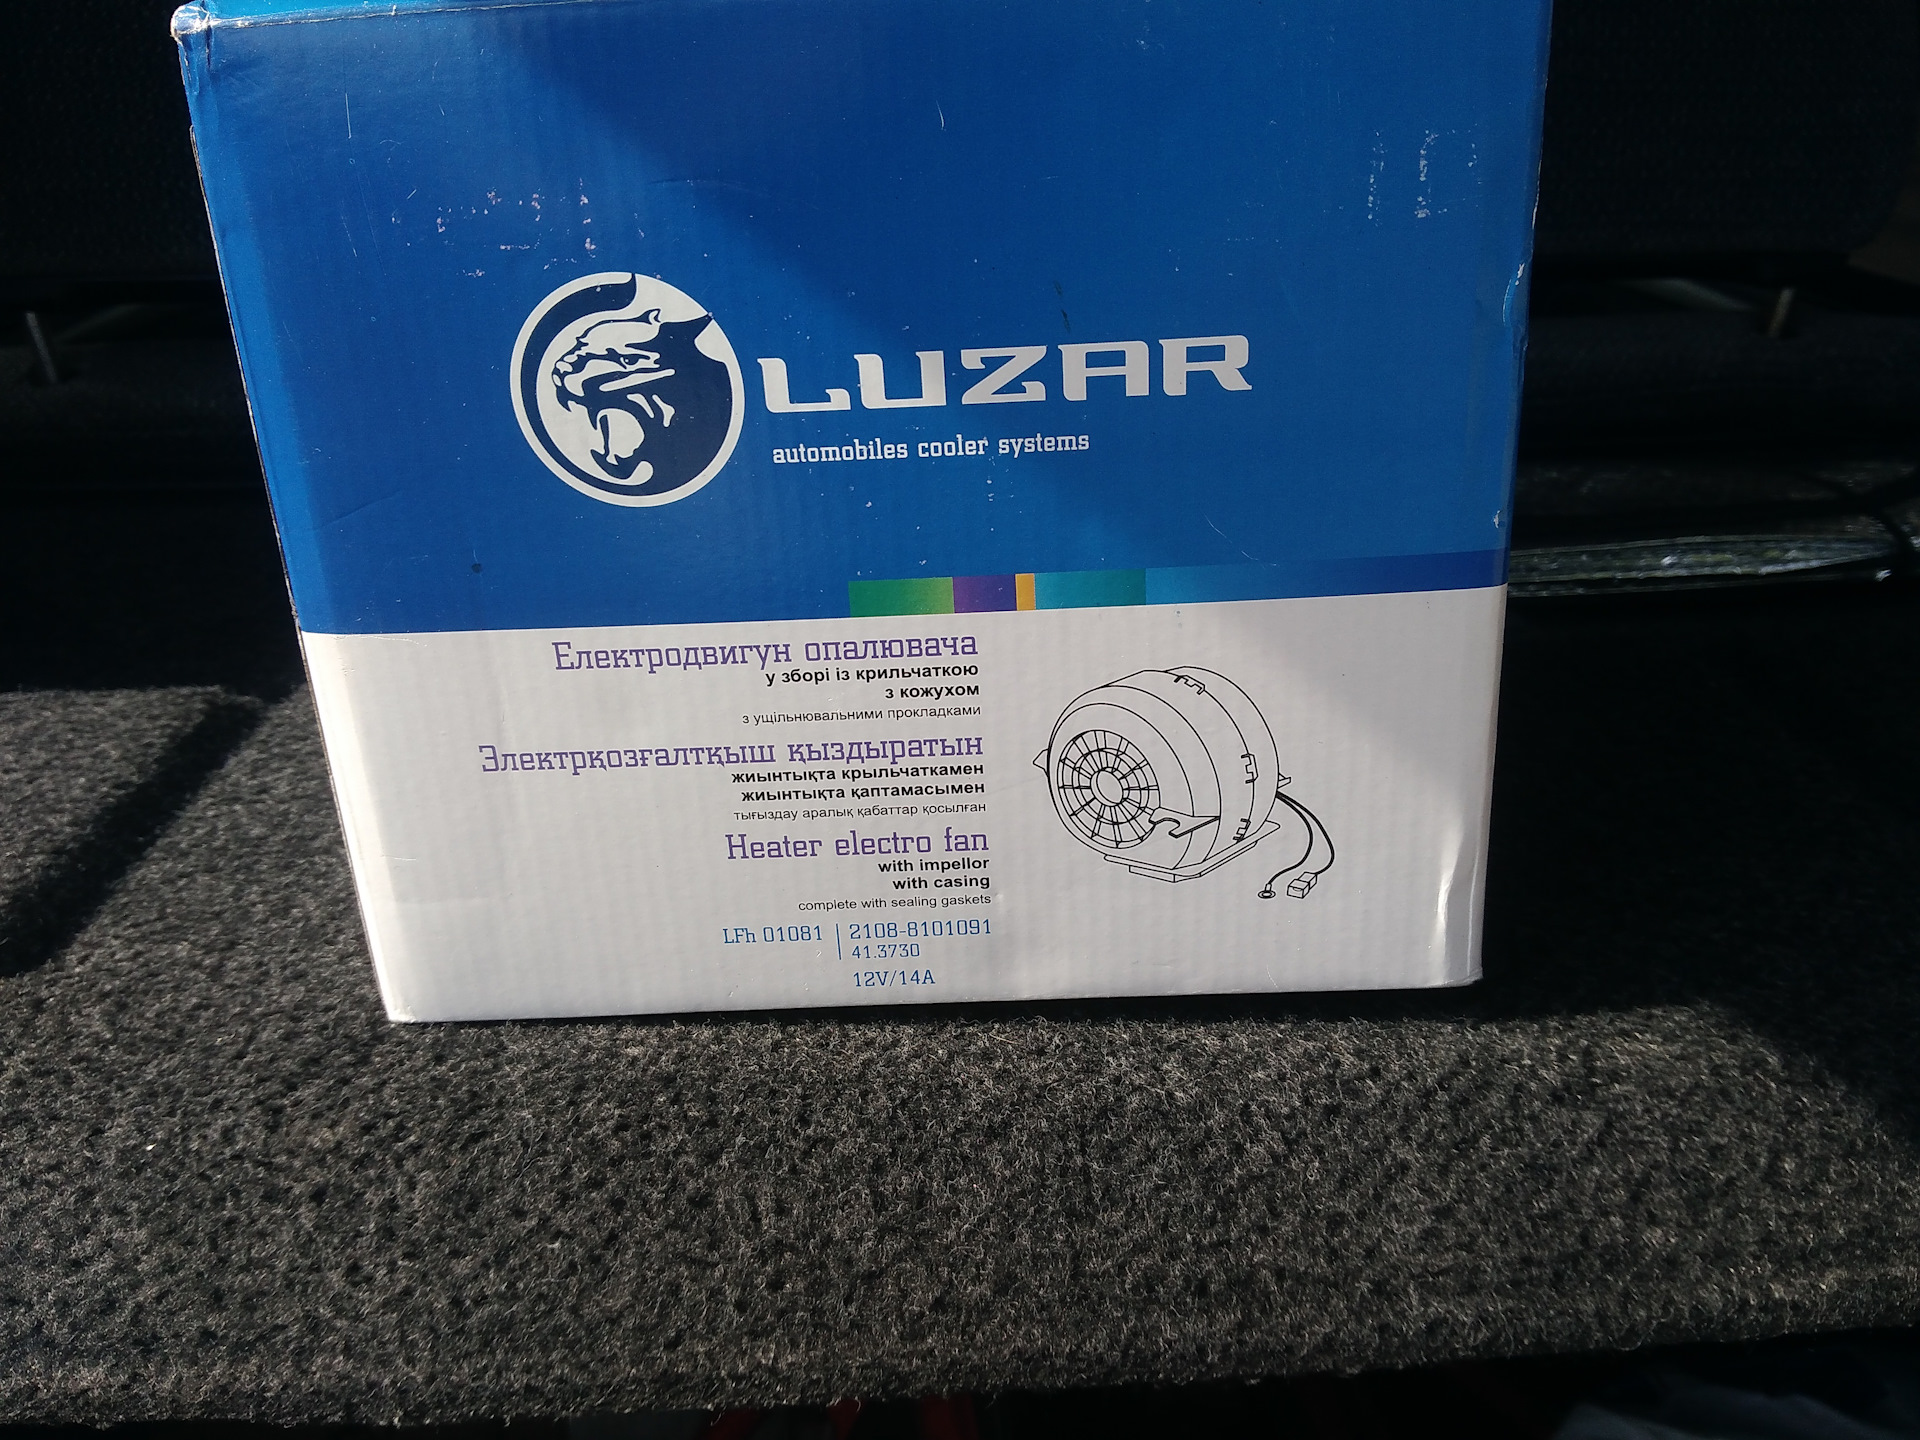 LUZAR
automobiles cooler systems
Електродвигун опалювача
у зборі із крильчаткою
з кожухом
з ущільнювальними прокладками
Электрқозғалтқыш қыздыратын
жиынтықта крыльчаткамен
жиынтықта қаптамасымен
тығыздау аралық қабаттар қосылған
Heater electro fan
with impellor
with casing
complete with sealing gaskets
LFh 01081 | 2108-8101091
41.3730
12V/14A